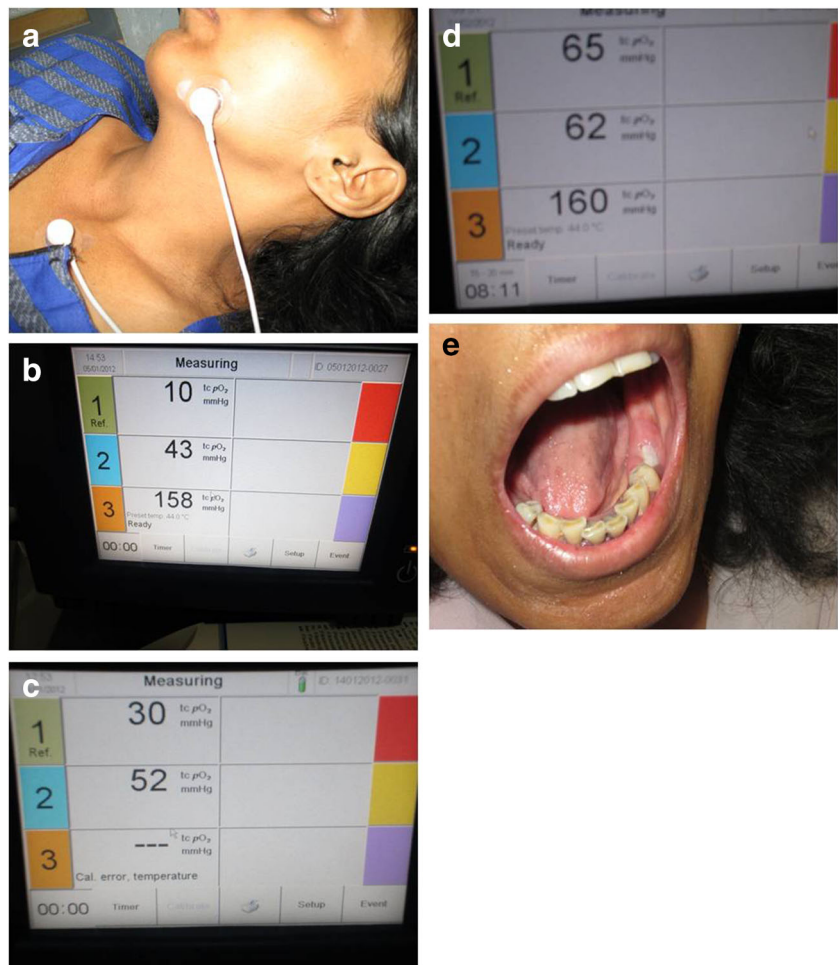 a
b
14:53
05/01/2012
Measuring
ID: 05012012-0027
1
Ref.
10
tc pO₂
mmHg
2
43
tc pO₂
mmHg
3
158
tc pO₂
mmHg
Preset temp. 44.0 °C
Ready
00:00
Timer
Setup
Event
c
Measuring
ID: 14012012-0031
1
Ref.
30
tc pO₂
mmHg
2
52
tc pO₂
mmHg
3
---
tc pO₂
mmHg
Cal. error, temperature
00:00
Timer
Calibrate
Setup
Event
d
Measuring
1
Ref.
65
tc pO₂
mmHg
2
62
tc pO₂
mmHg
3
160
tc pO₂
mmHg
Preset temp. 44.0 °C
Ready
08:11
Timer
Calibrate
Setup
Even
e